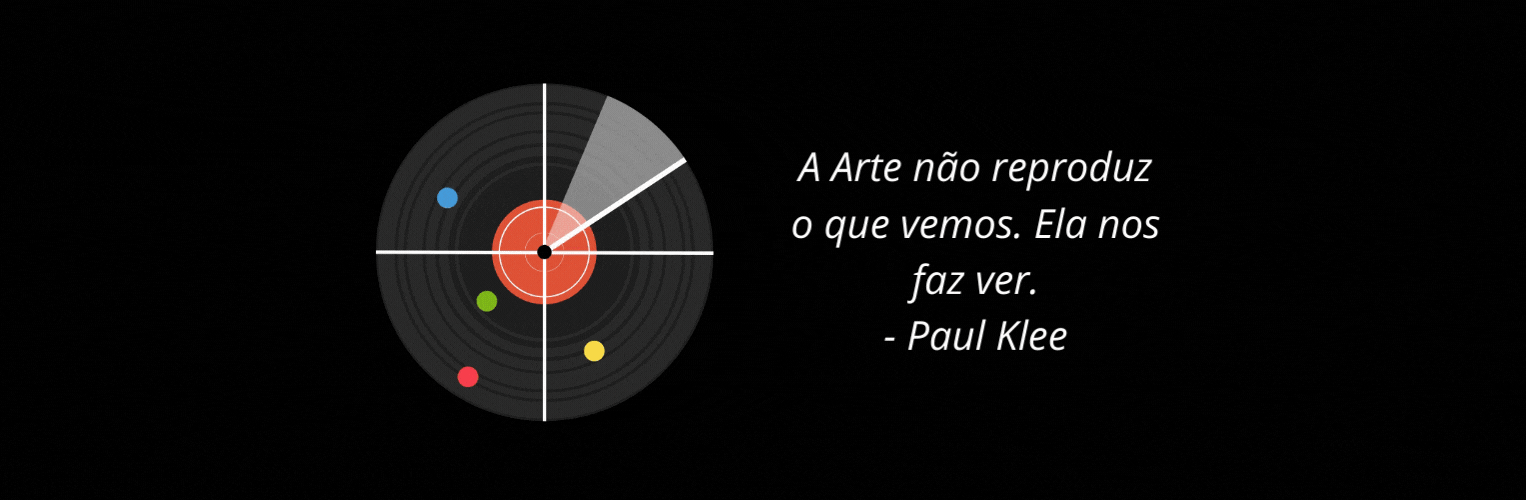 A Arte não reproduz
o que vemos. Ela nos
faz ver.
- Paul Klee